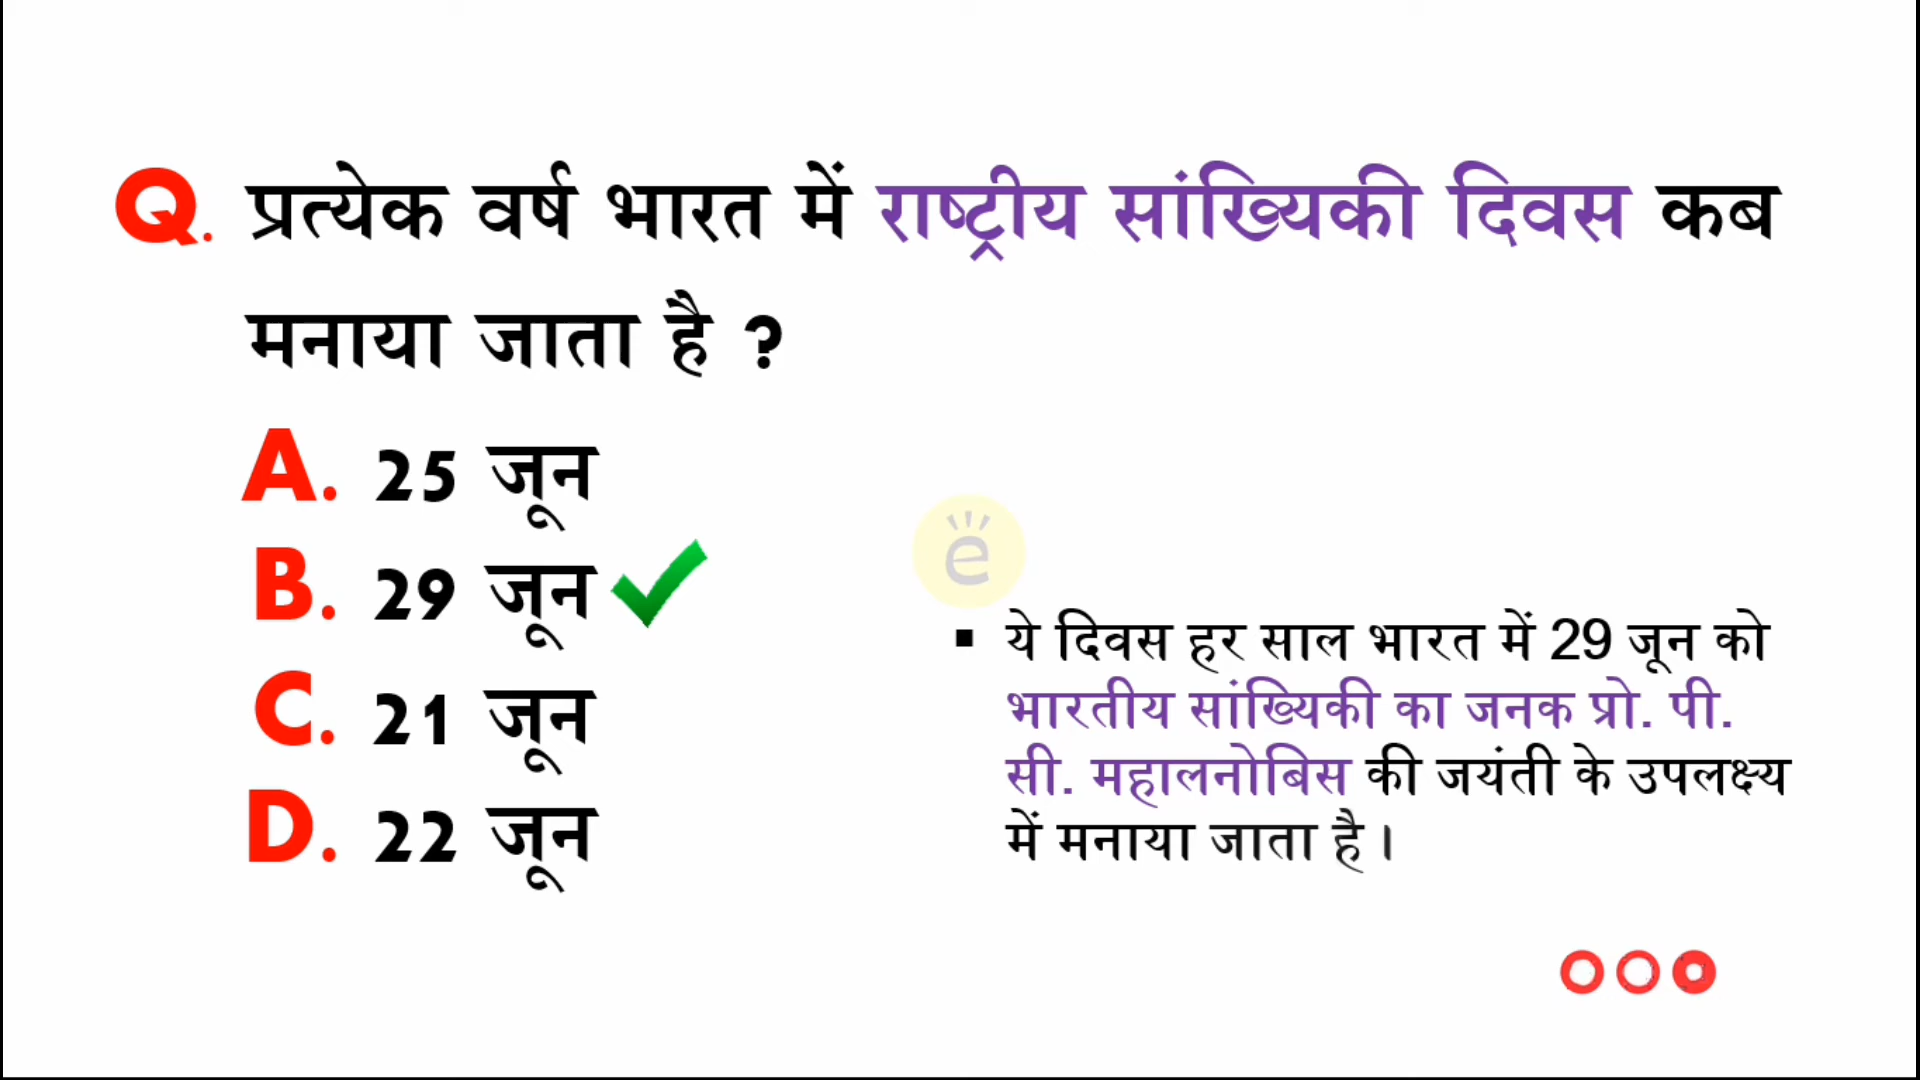 Q. प्रत्येक वर्ष भारत में राष्ट्रीय सांख्यिकी दिवस कब
मनाया जाता है ?
A. 25 जून
B. 29 जून
C. 21 जून
D. 22 जून
e
▪ ये दिवस हर साल भारत में 29 जून को
भारतीय सांख्यिकी का जनक प्रो. पी.
सी. महालनोबिस की जयंती के उपलक्ष्य
में मनाया जाता है।